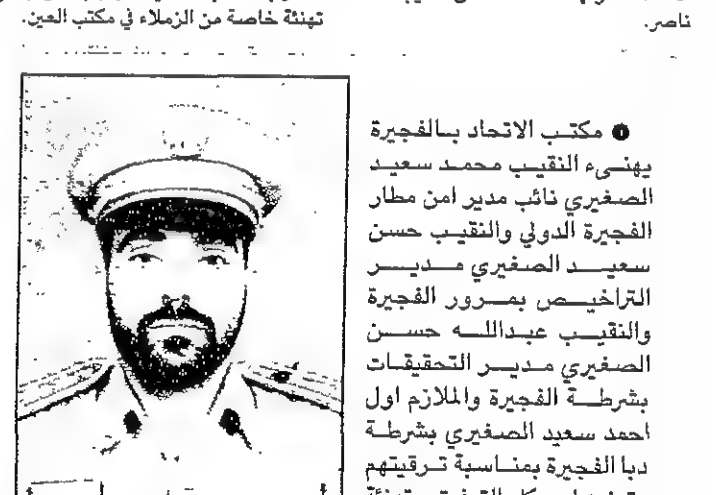 ناصر.
تهنئة خاصة من الزملاء في مكتب العين.
مكتب الاتحاد بالفجيرة
يهنىء النقيب محمد سعيد
الصغيري نائب مدير امن مطار
الفجيرة الدولي والنقيب حسن
سعيد الصغيري مدير
التراخيص بمرور الفجيرة
والنقيب عبدالله حسن
الصغيري مدير التحقيقات
بشرطة الفجيرة والملازم اول
احمد سعيد الصغيري بشرطة
دبا الفجيرة بمناسبة ترقيتهم